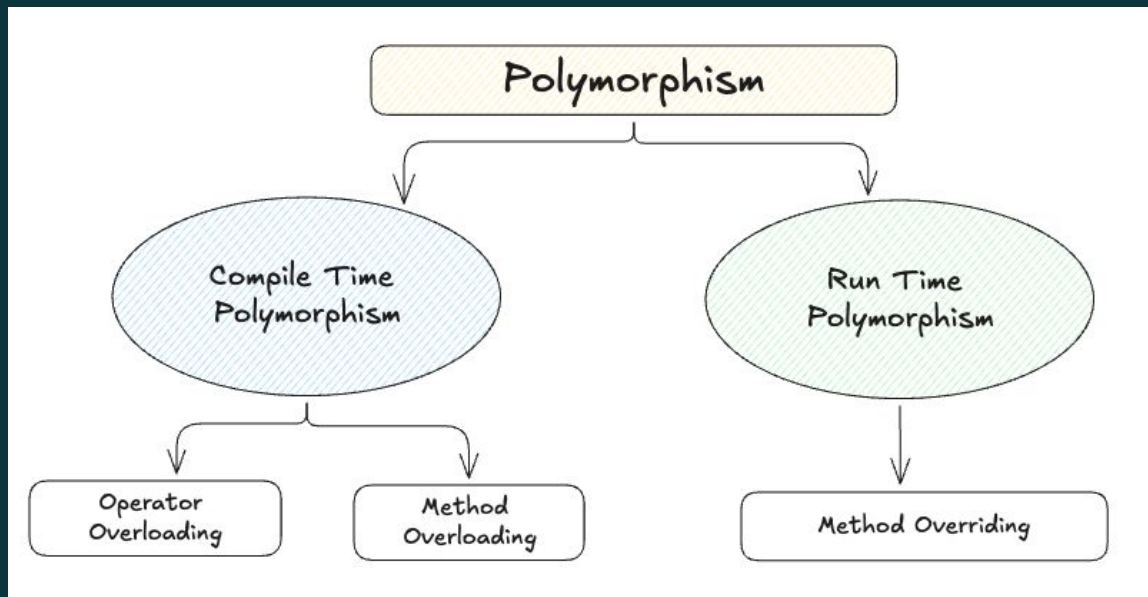 Polymorphism
Compile Time
Polymorphism
Run Time
Polymorphism
Operator
Overloading
Method
Overloading
Method Overriding